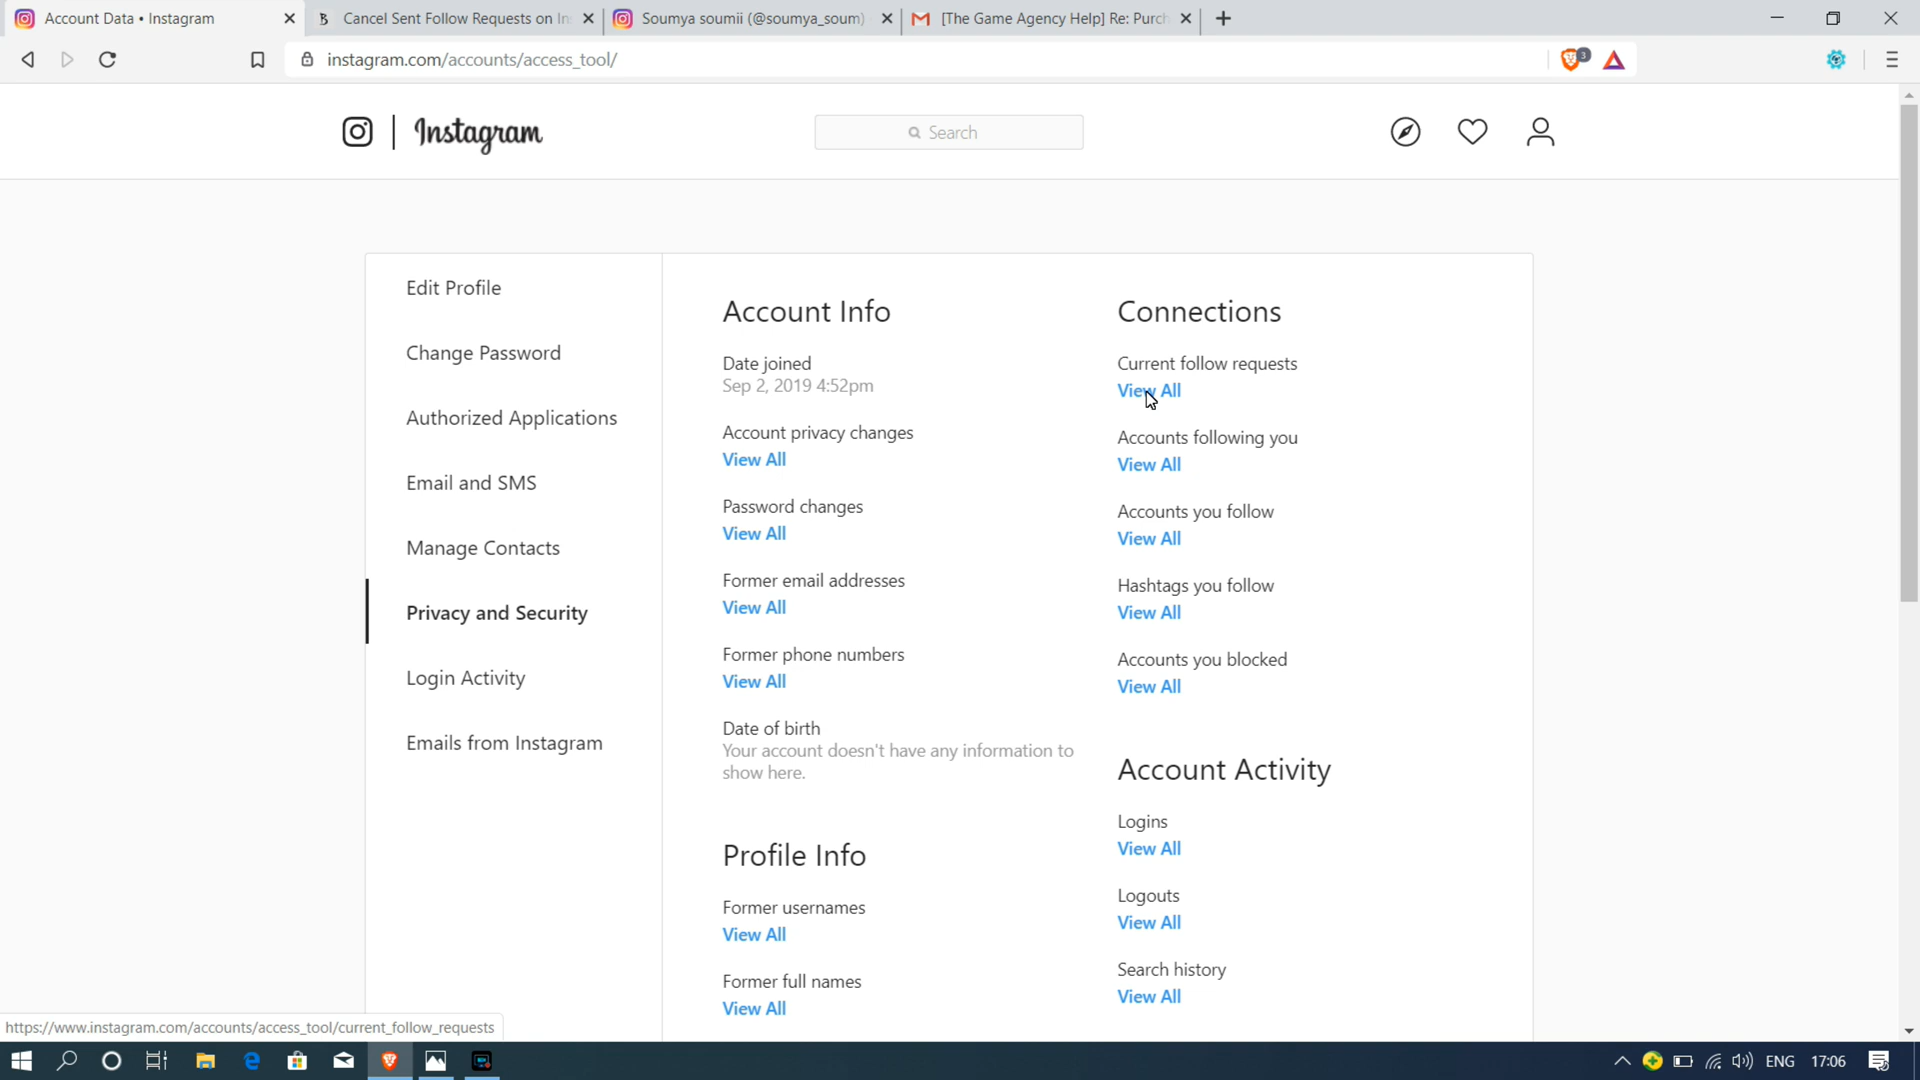 Account Data • Instagram
Cancel Sent Follow Requests on In
Soumya soumii (@soumya_soum)
[The Game Agency Help] Re: Purch
instagram.com/accounts/access_tool/
3
Instagram
Search
Edit Profile
Change Password
Authorized Applications
Email and SMS
Manage Contacts
Privacy and Security
Login Activity
Emails from Instagram
Account Info
Date joined
Sep 2, 2019 4:52pm
Account privacy changes
View All
Password changes
View All
Former email addresses
View All
Former phone numbers
View All
Date of birth
Your account doesn't have any information to
show here.
Profile Info
Former usernames
View All
Former full names
View All
Connections
Current follow requests
View All
Accounts following you
View All
Accounts you follow
View All
Hashtags you follow
View All
Accounts you blocked
View All
Account Activity
Logins
View All
Logouts
View All
Search history
View All
https://www.instagram.com/accounts/access_tool/current_follow_requests
ENG
17:06